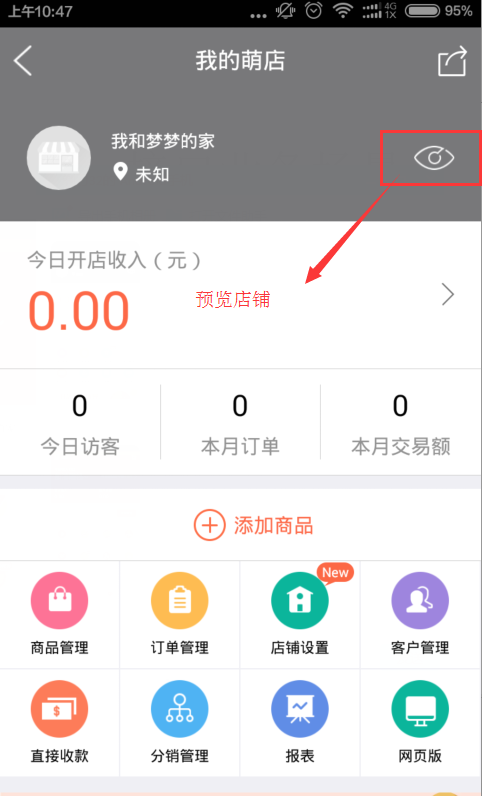 上午10:47 ... 4G 1X 95%
我的萌店
我和梦梦的家
未知
今日开店收入（元）
0.00
预览店铺
0 0 0
今日访客 本月订单 本月交易额
添加商品
New
商品管理 订单管理 店铺设置 客户管理
直接收款 分销管理 报表 网页版